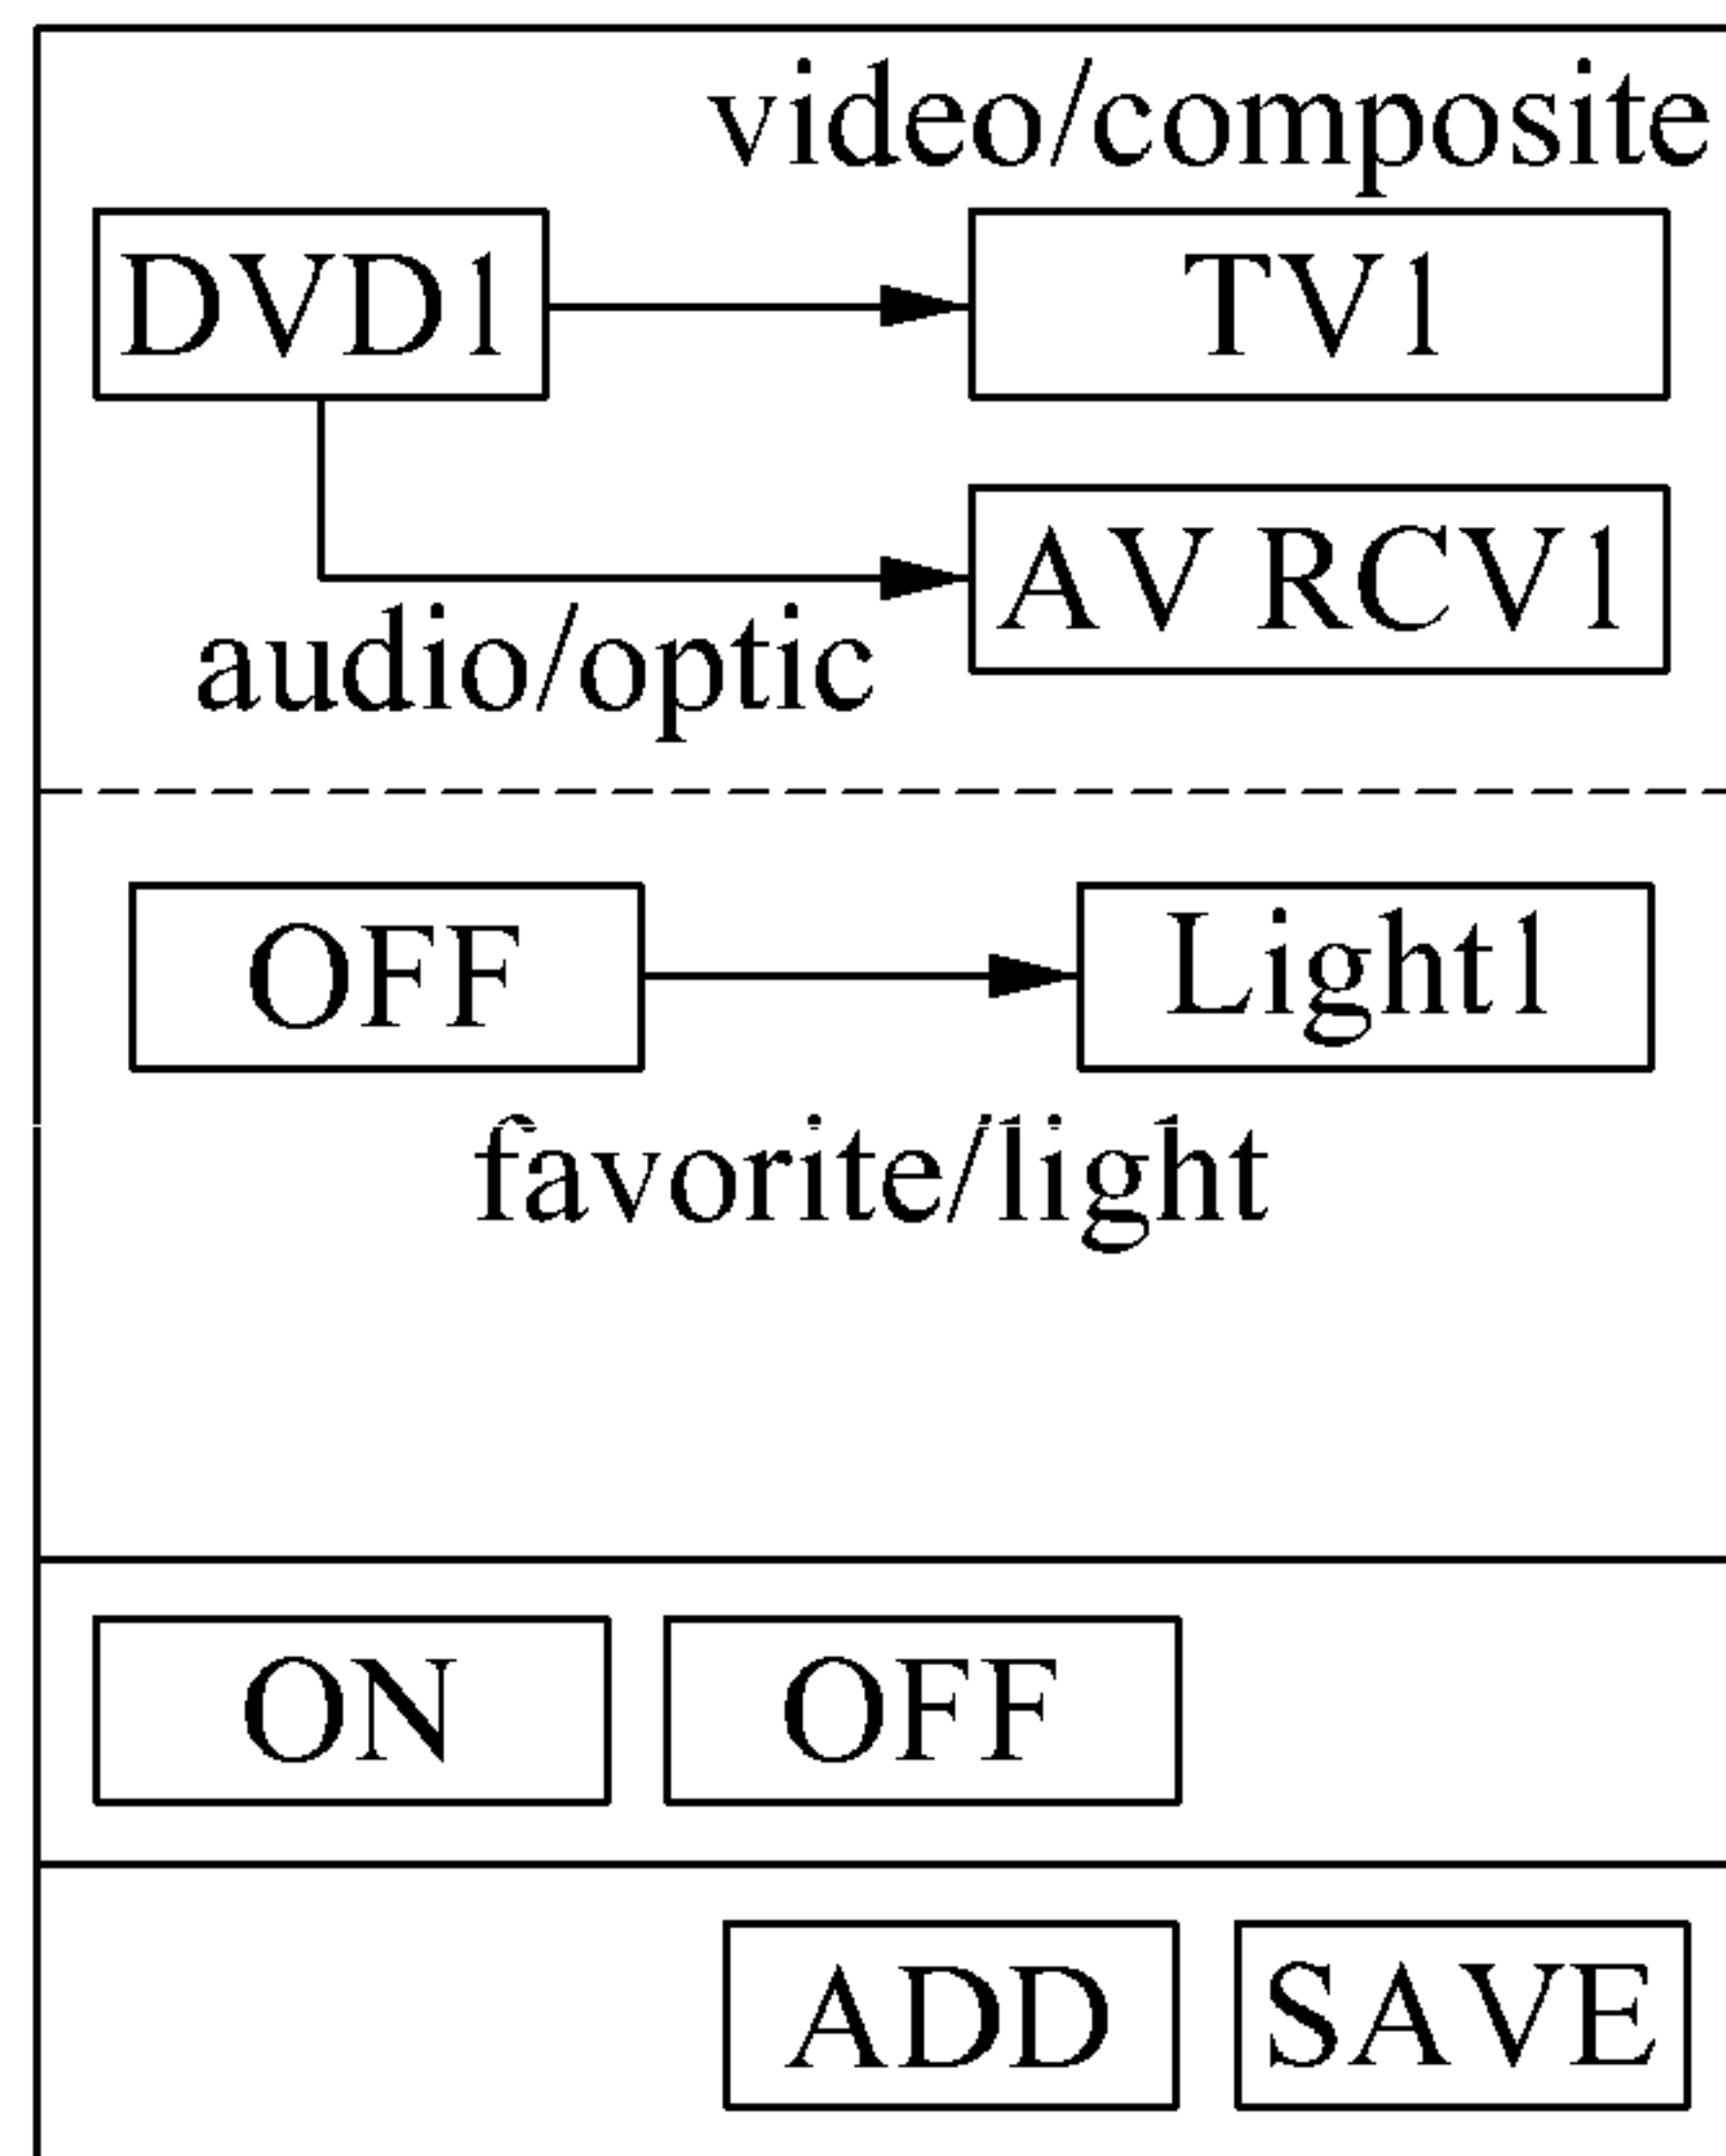 video/composite
DVD1 TV1
AV RCV1
audio/optic
OFF Light1
favorite/light
ON OFF
ADD SAVE